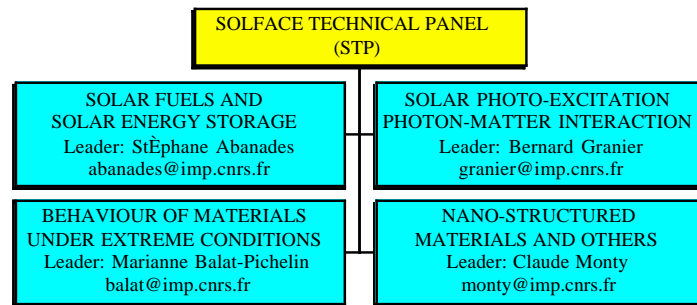 SOLFACE TECHNICAL PANEL
(STP)
SOLAR FUELS AND
SOLAR ENERGY STORAGE
Leader: StÈphane Abanades
abanades@imp.cnrs.fr
SOLAR PHOTO-EXCITATION
PHOTON-MATTER INTERACTION
Leader: Bernard Granier
granier@imp.cnrs.fr
BEHAVIOUR OF MATERIALS
UNDER EXTREME CONDITIONS
Leader: Marianne Balat-Pichelin
balat@imp.cnrs.fr
NANO-STRUCTURED
MATERIALS AND OTHERS
Leader: Claude Monty
monty@imp.cnrs.fr